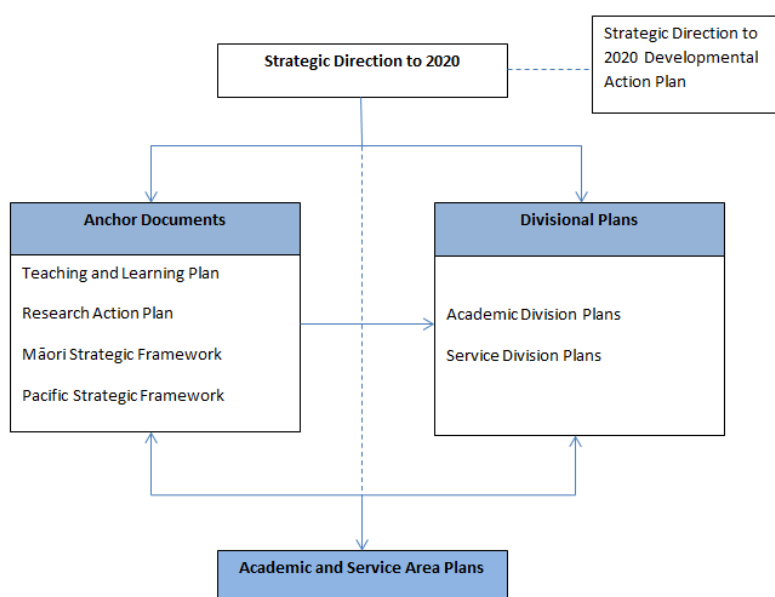 Strategic Direction to 2020
Strategic Direction to
2020 Developmental
Action Plan
Anchor Documents
Teaching and Learning Plan
Research Action Plan
Māori Strategic Framework
Pacific Strategic Framework
Divisional Plans
Academic Division Plans
Service Division Plans
Academic and Service Area Plans